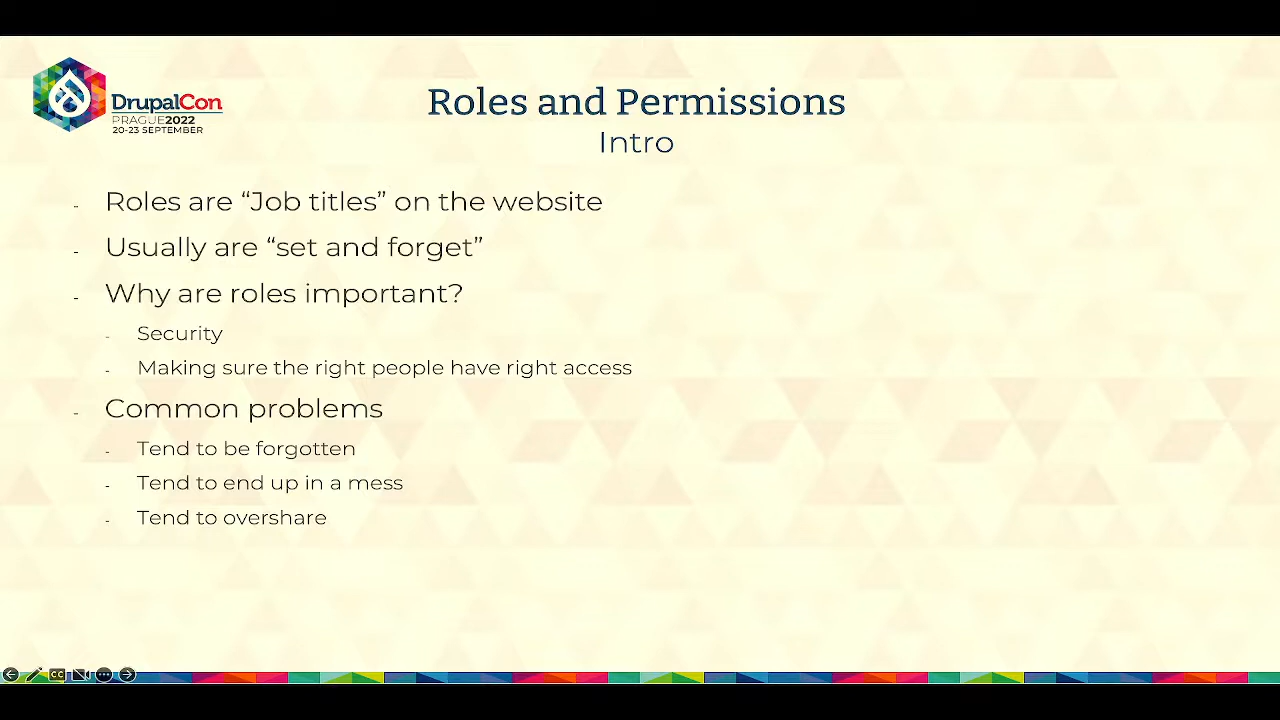 DrupalCon
PRAGUE2022
20-23 SEPTEMBER
Roles and Permissions
Intro
- Roles are “Job titles” on the website
- Usually are “set and forget”
- Why are roles important?
- Security
- Making sure the right people have right access
- Common problems
- Tend to be forgotten
- Tend to end up in a mess
- Tend to overshare
CC